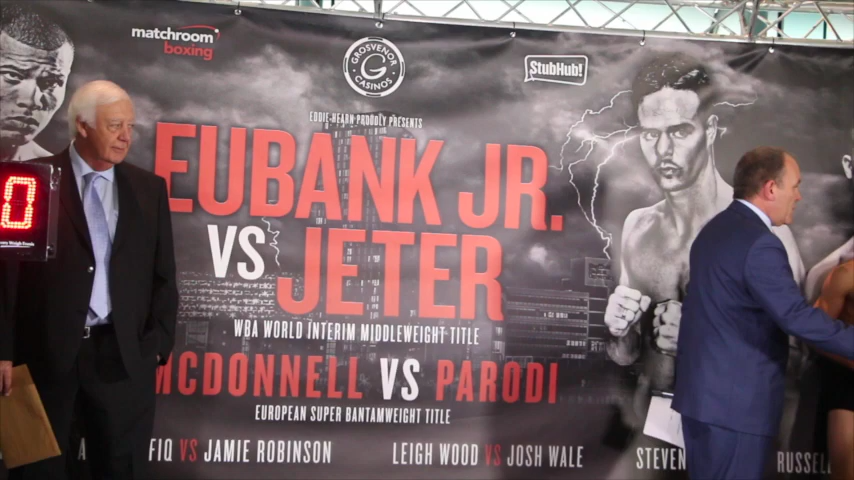 matchroom
boxing
GROSVENOR
G
CASINOS
StubHub!
EDDIE HEARN PROUDLY PRESENTS
EUBANK JR.
VS JETER
WBA WORLD INTERIM MIDDLEWEIGHT TITLE
MCDONNELL VS PARODI
EUROPEAN SUPER BANTAMWEIGHT TITLE
FIQ VS JAMIE ROBINSON
LEIGH WOOD VS JOSH WALE
STEVEN
RUSSELL
0